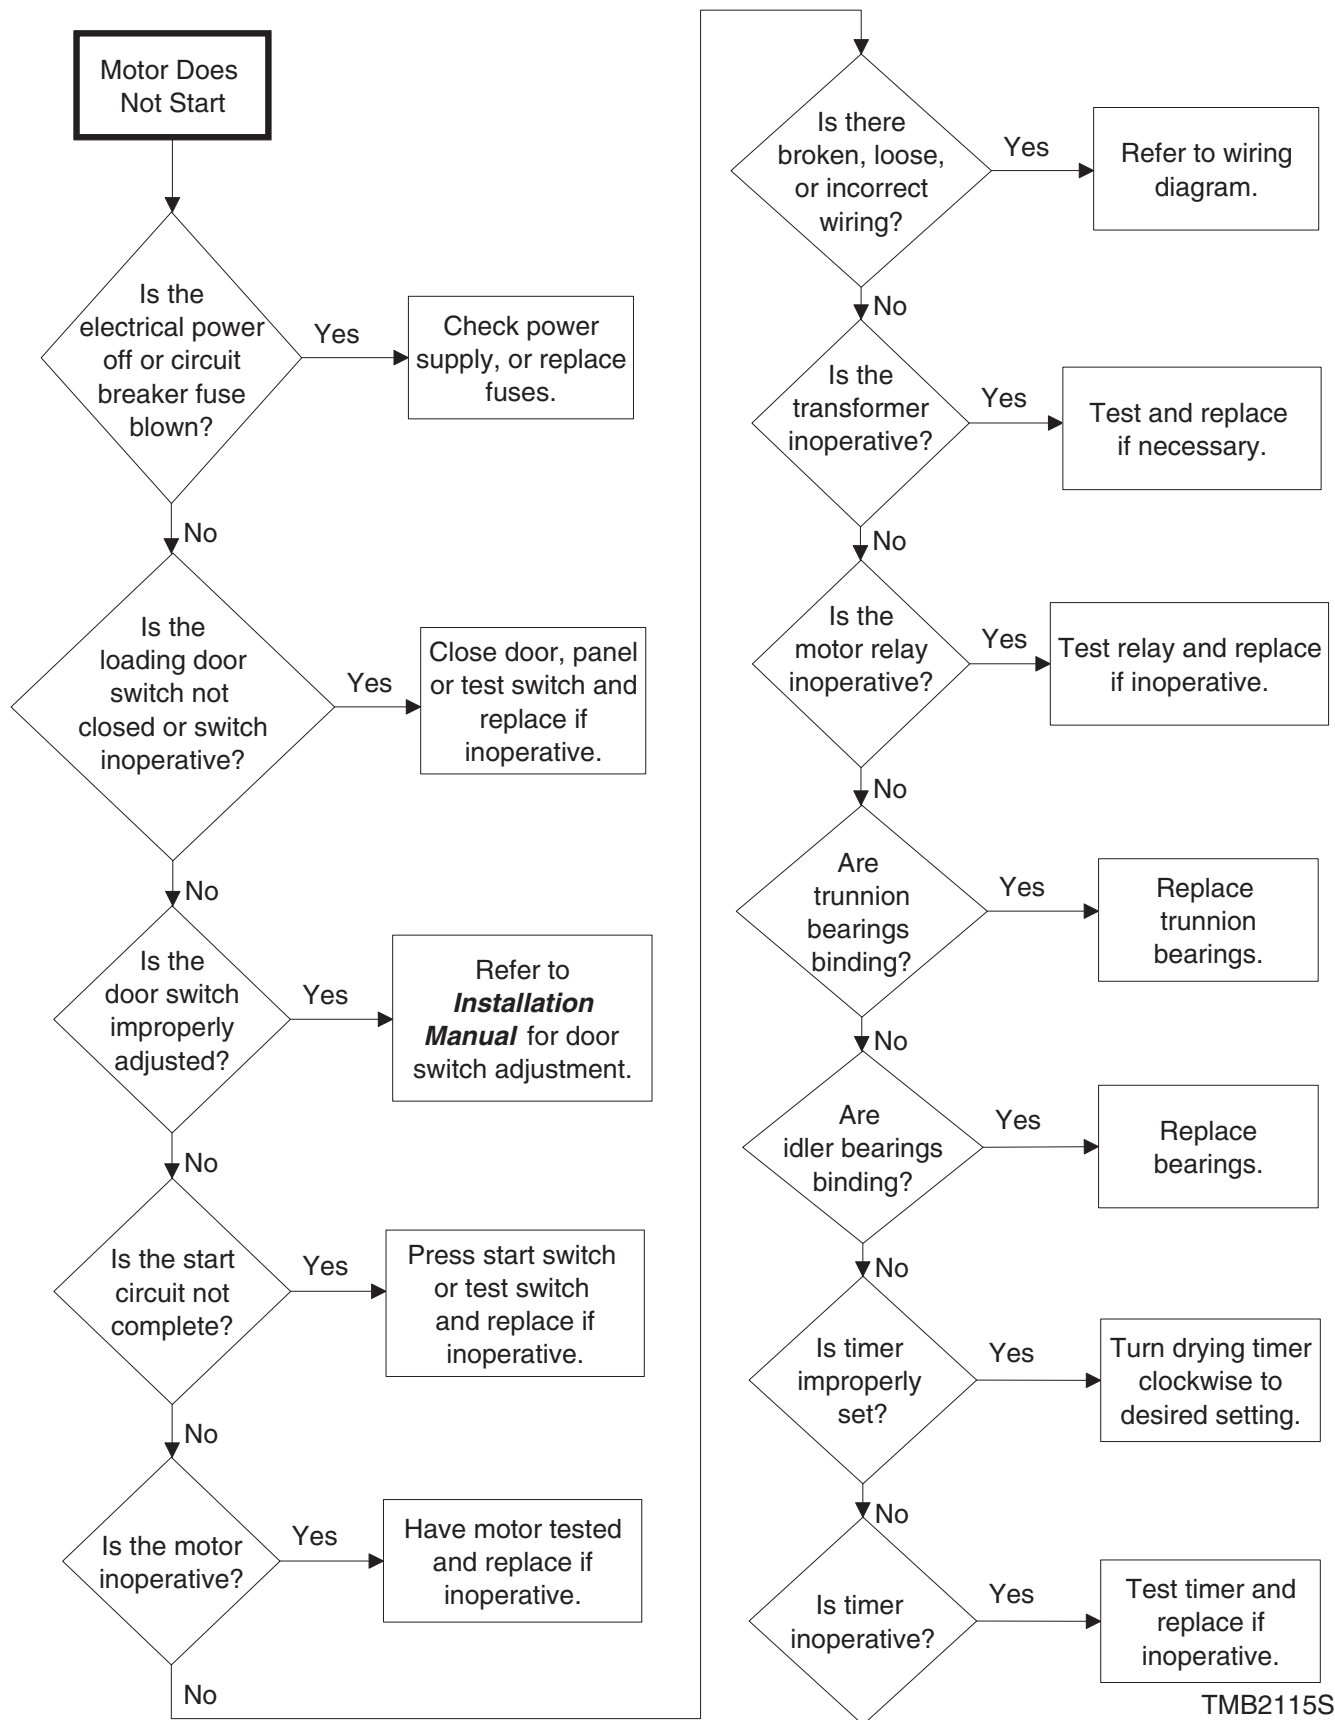 Motor Does
Not Start
Is the
electrical power
off or circuit
breaker fuse
blown?
Yes
Check power
supply, or replace
fuses.
No
Is the
loading door
switch not
closed or switch
inoperative?
Yes
Close door, panel
or test switch and
replace if
inoperative.
No
Is the
door switch
improperly
adjusted?
Yes
Refer to
Installation
Manual for door
switch adjustment.
No
Is the start
circuit not
complete?
Yes
Press start switch
or test switch
and replace if
inoperative.
No
Is the motor
inoperative?
Yes
Have motor tested
and replace if
inoperative.
No
Is there
broken, loose,
or incorrect
wiring?
Yes
Refer to wiring
diagram.
No
Is the
transformer
inoperative?
Yes
Test and replace
if necessary.
No
Is the
motor relay
inoperative?
Yes
Test relay and replace
if inoperative.
No
Are
trunnion
bearings
binding?
Yes
Replace
trunnion
bearings.
No
Are
idler bearings
binding?
Yes
Replace
bearings.
No
Is timer
improperly
set?
Yes
Turn drying timer
clockwise to
desired setting.
No
Is timer
inoperative?
Yes
Test timer and
replace if
inoperative.
TMB2115S